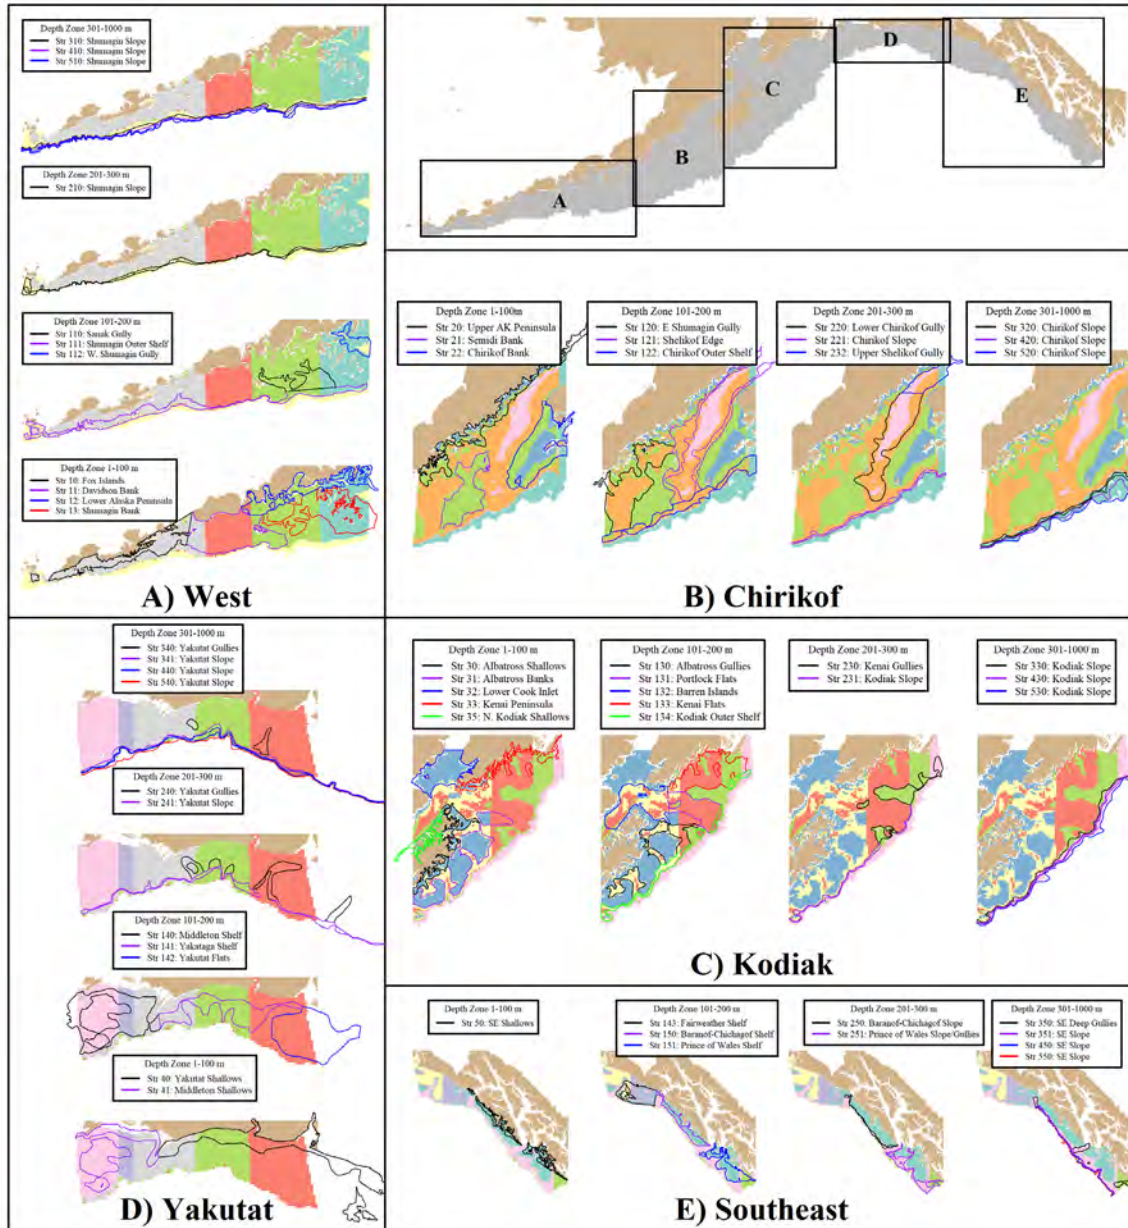 Depth Zone 301-1000 m
Str 310: Shumagin Slope
Str 410: Shumagin Slope
Str 510: Shumagin Slope
Depth Zone 201-300 m
Str 210: Shumagin Slope
Depth Zone 101-200 m
Str 110: Sanak Gully
Str 111: Shumagin Outer Shelf
Str 112: W. Shumagin Gully
Depth Zone 1-100 m
Str 10: Fox Islands
Str 11: Davidson Bank
Str 12: Lower Alaska Peninsula
Str 13: Shumagin Bank
A) West
A
B
C
D
E
Depth Zone 1-100m
Str 20: Upper AK Peninsula
Str 21: Semidi Bank
Str 22: Chirikof Bank
Depth Zone 101-200 m
Str 120: E Shumagin Gully
Str 121: Shelikof Edge
Str 122: Chirikof Outer Shelf
Depth Zone 201-300 m
Str 220: Lower Chirikof Gully
Str 221: Chirikof Slope
Str 232: Upper Shelikof Gully
Depth Zone 301-1000 m
Str 320: Chirikof Slope
Str 420: Chirikof Slope
Str 520: Chirikof Slope
B) Chirikof
Depth Zone 1-100 m
Str 30: Albatross Shallows
Str 31: Albatross Banks
Str 32: Lower Cook Inlet
Str 33: Kenai Peninsula
Str 35: N. Kodiak Shallows
Depth Zone 101-200 m
Str 130: Albatross Gullies
Str 131: Portlock Flats
Str 132: Barren Islands
Str 133: Kenai Flats
Str 134: Kodiak Outer Shelf
Depth Zone 201-300 m
Str 230: Kenai Gullies
Str 231: Kodiak Slope
Depth Zone 301-1000 m
Str 330: Kodiak Slope
Str 430: Kodiak Slope
Str 530: Kodiak Slope
C) Kodiak
Depth Zone 301-1000 m
Str 340: Yakutat Gullies
Str 341: Yakutat Slope
Str 440: Yakutat Slope
Str 540: Yakutat Slope
Depth Zone 201-300 m
Str 240: Yakutat Gullies
Str 241: Yakutat Slope
Depth Zone 101-200 m
Str 140: Middleton Shelf
Str 141: Yakataga Shelf
Str 142: Yakutat Flats
Depth Zone 1-100 m
Str 40: Yakutat Shallows
Str 41: Middleton Shallows
D) Yakutat
Depth Zone 1-100 m
Str 50: SE Shallows
Depth Zone 101-200 m
Str 143: Fairweather Shelf
Str 150: Baranof-Chichagof Shelf
Str 151: Prince of Wales Shelf
Depth Zone 201-300 m
Str 250: Baranof-Chichagof Slope
Str 251: Prince of Wales Slope/Gullies
Depth Zone 301-1000 m
Str 350: SE Deep Gullies
Str 351: SE Slope
Str 450: SE Slope
Str 550: SE Slope
E) Southeast